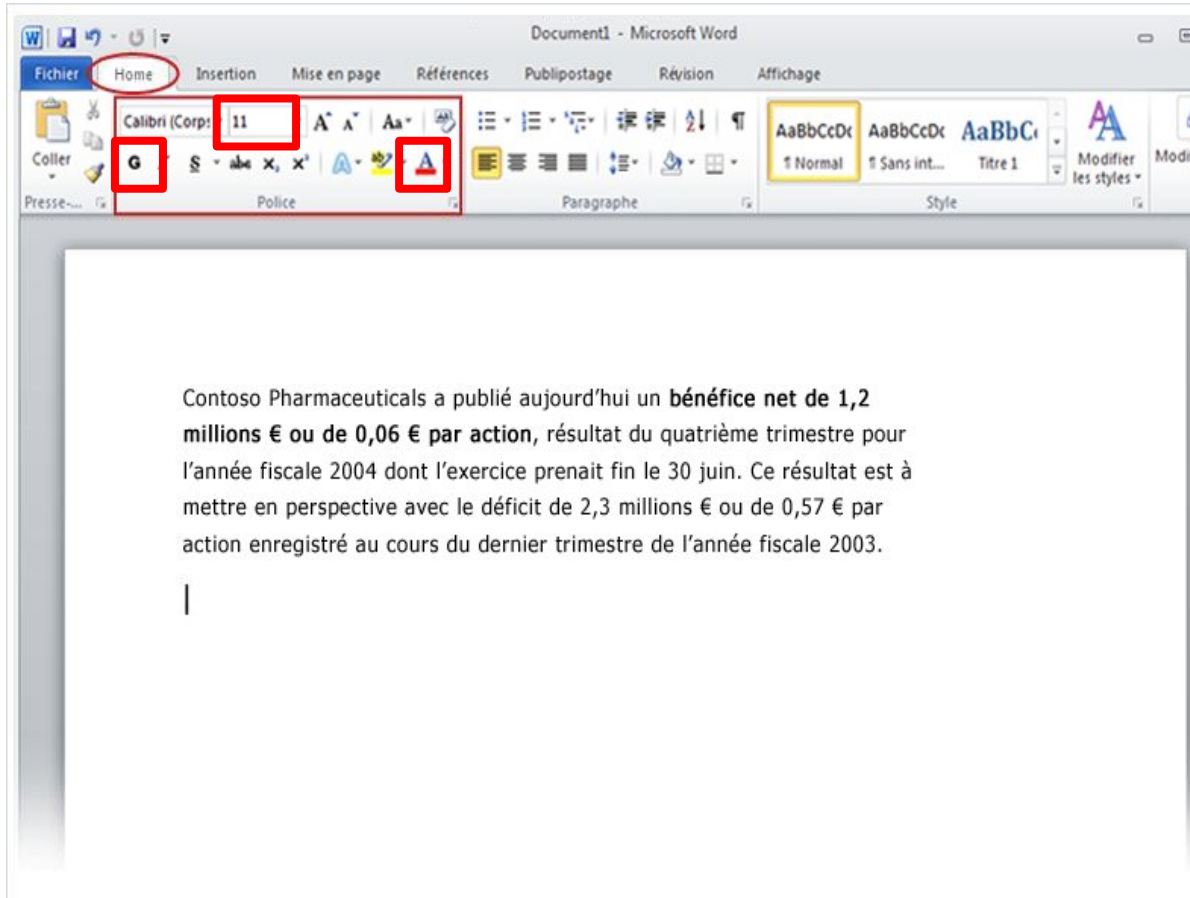 Document1 - Microsoft Word
Fichier Home Insertion Mise en page Références Publipostage Révision Affichage
Calibri (Corps 11 A A Aa
Coller G S abc X, X² A ab A AaBbCcDc AaBbCcDc AaBbC Modifier les styles
¶ Normal ¶ Sans int... Titre 1
Presse-... Police Paragraphe Style
Contoso Pharmaceuticals a publié aujourd’hui un bénéfice net de 1,2
millions € ou de 0,06 € par action, résultat du quatrième trimestre pour
l’année fiscale 2004 dont l’exercice prenait fin le 30 juin. Ce résultat est à
mettre en perspective avec le déficit de 2,3 millions € ou de 0,57 € par
action enregistré au cours du dernier trimestre de l’année fiscale 2003.